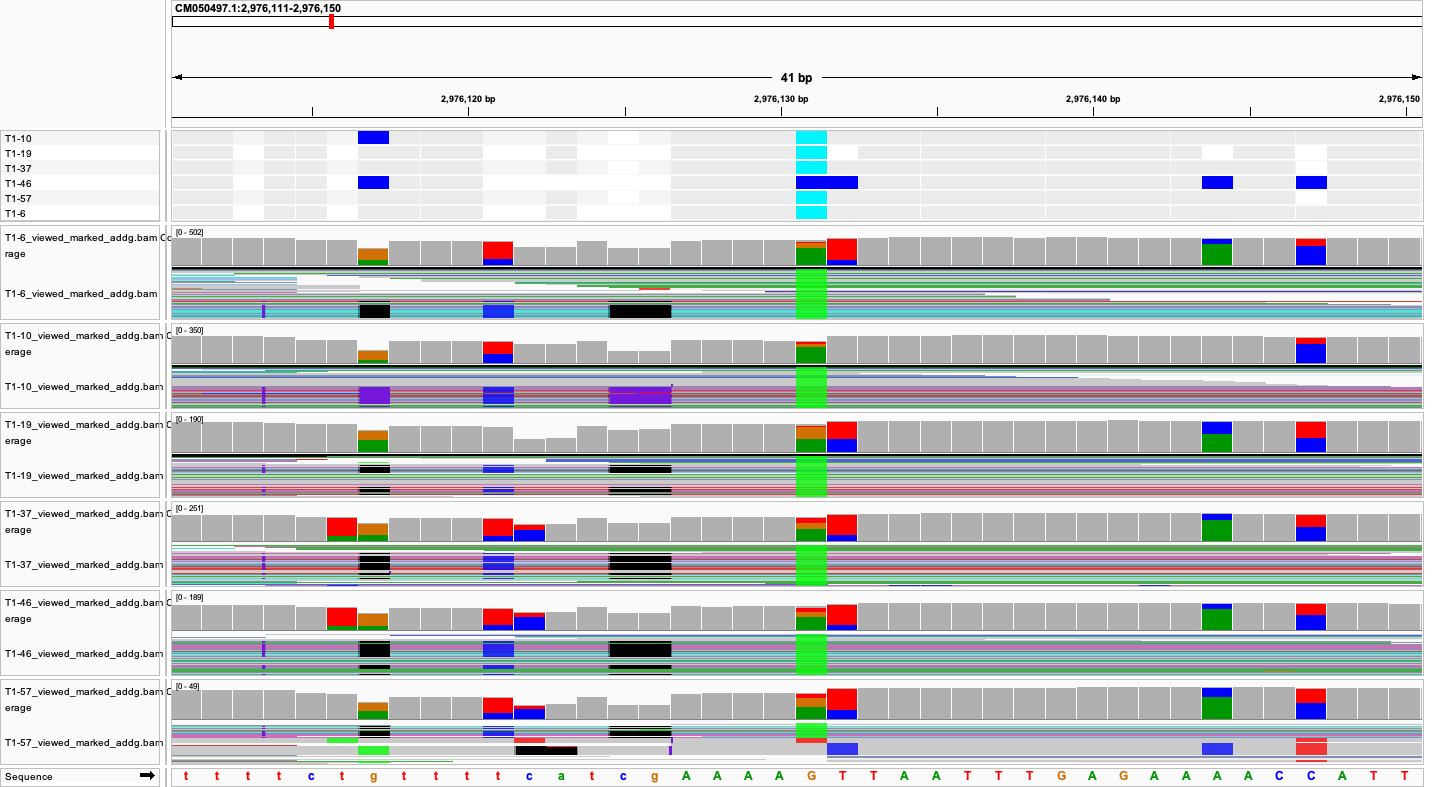 CM050497.1:2,976,111-2,976,150
41 bp
2,976,120 bp 2,976,130 bp 2,976,140 bp 2,976,150
T1-10
T1-19
T1-37
T1-46
T1-57
T1-6
T1-6_viewed_marked_addg.bam Co
rage
[0 - 502]
T1-6_viewed_marked_addg.bam
T1-10_viewed_marked_addg.bam C
erage
[0 - 350]
T1-10_viewed_marked_addg.bam
T1-19_viewed_marked_addg.bam C
erage
[0 - 190]
T1-19_viewed_marked_addg.bam
T1-37_viewed_marked_addg.bam C
erage
[0 - 251]
T1-37_viewed_marked_addg.bam
T1-46_viewed_marked_addg.bam C
erage
[0 - 189]
T1-46_viewed_marked_addg.bam
T1-57_viewed_marked_addg.bam C
erage
[0 - 49]
T1-57_viewed_marked_addg.bam
Sequence t t t t c t g t t t t c a t c g A A A A G T T A A T T T G A G A A A A C C A T T